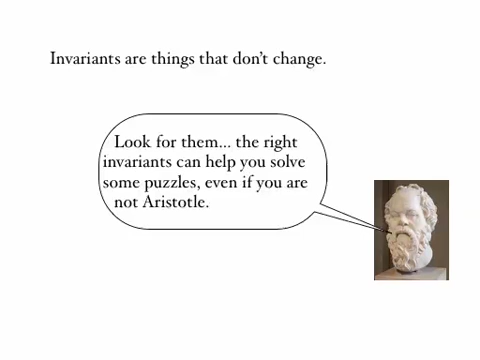 Invariants are things that don't change.
Look for them... the right
invariants can help you solve
some puzzles, even if you are
not Aristotle.